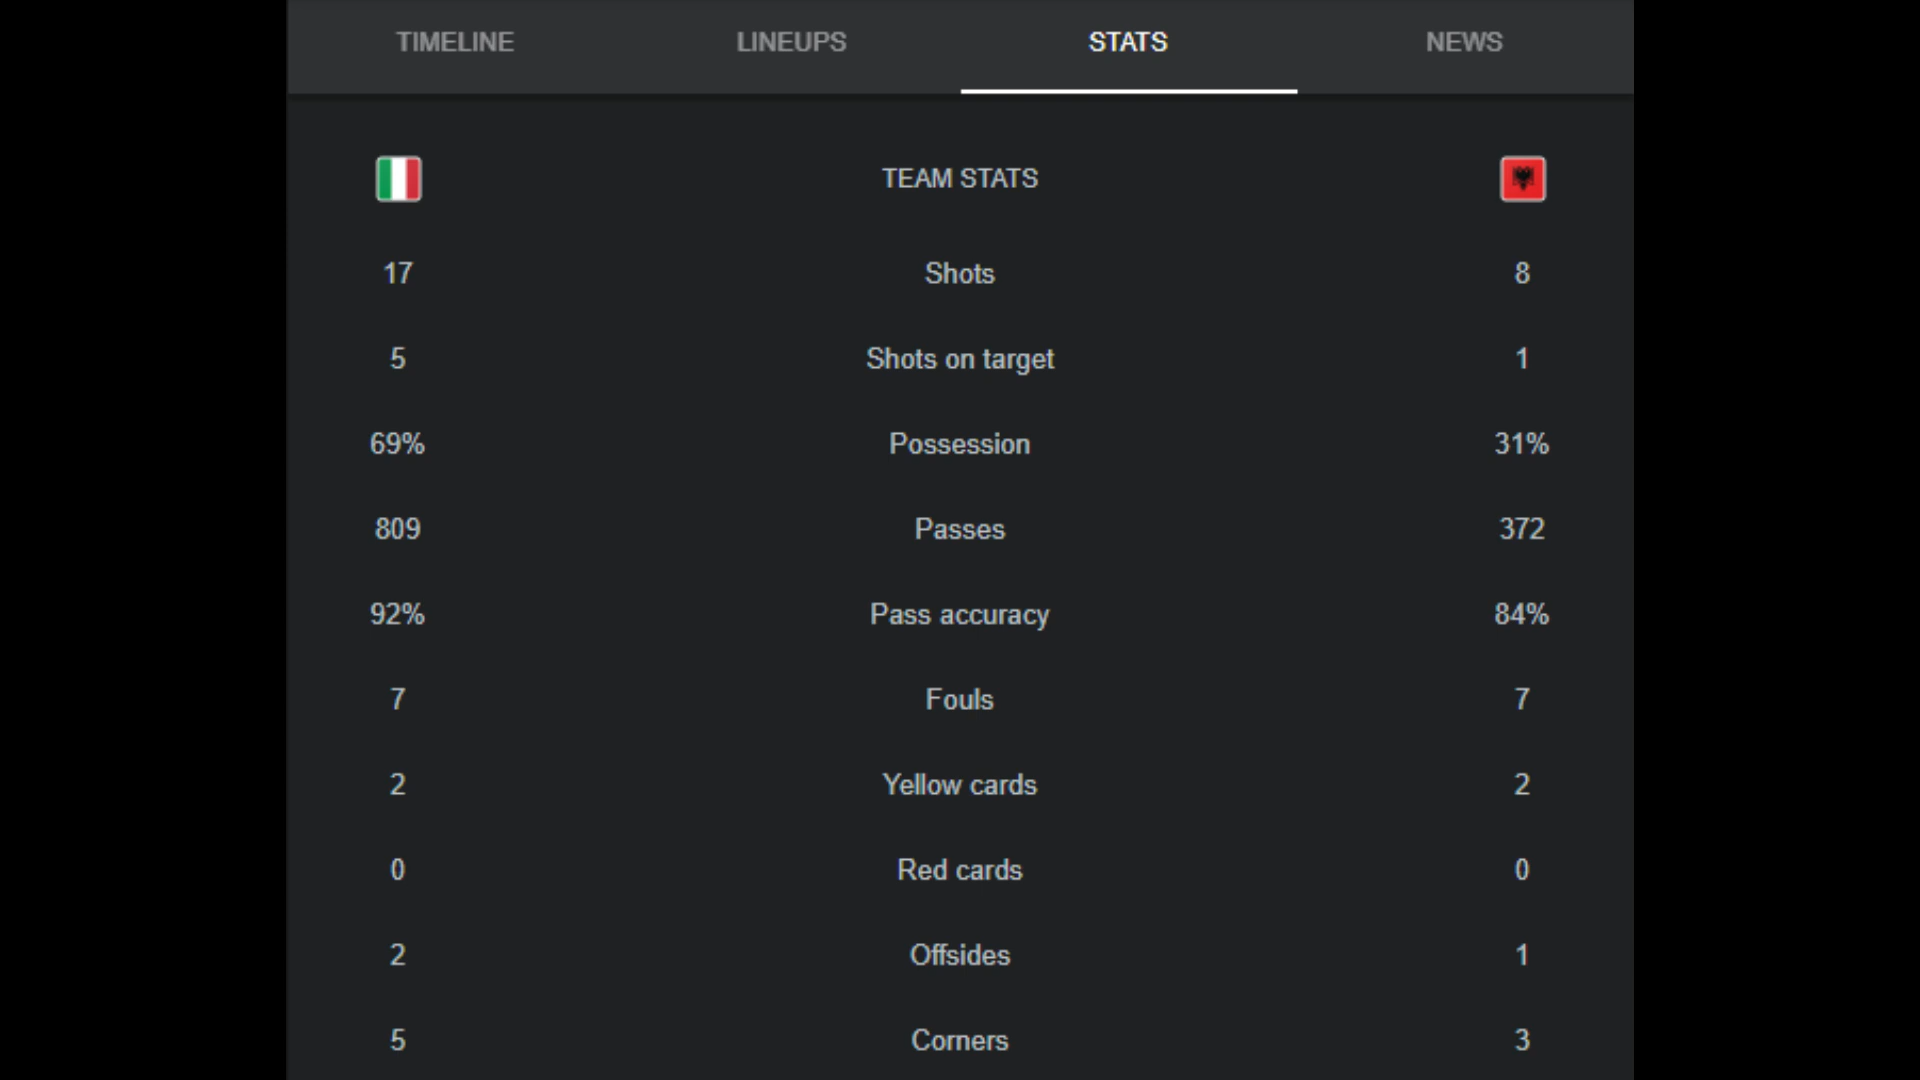 TIMELINE LINEUPS STATS NEWS
TEAM STATS
17 Shots 8
5 Shots on target 1
69% Possession 31%
809 Passes 372
92% Pass accuracy 84%
7 Fouls 7
2 Yellow cards 2
0 Red cards 0
2 Offsides 1
5 Corners 3